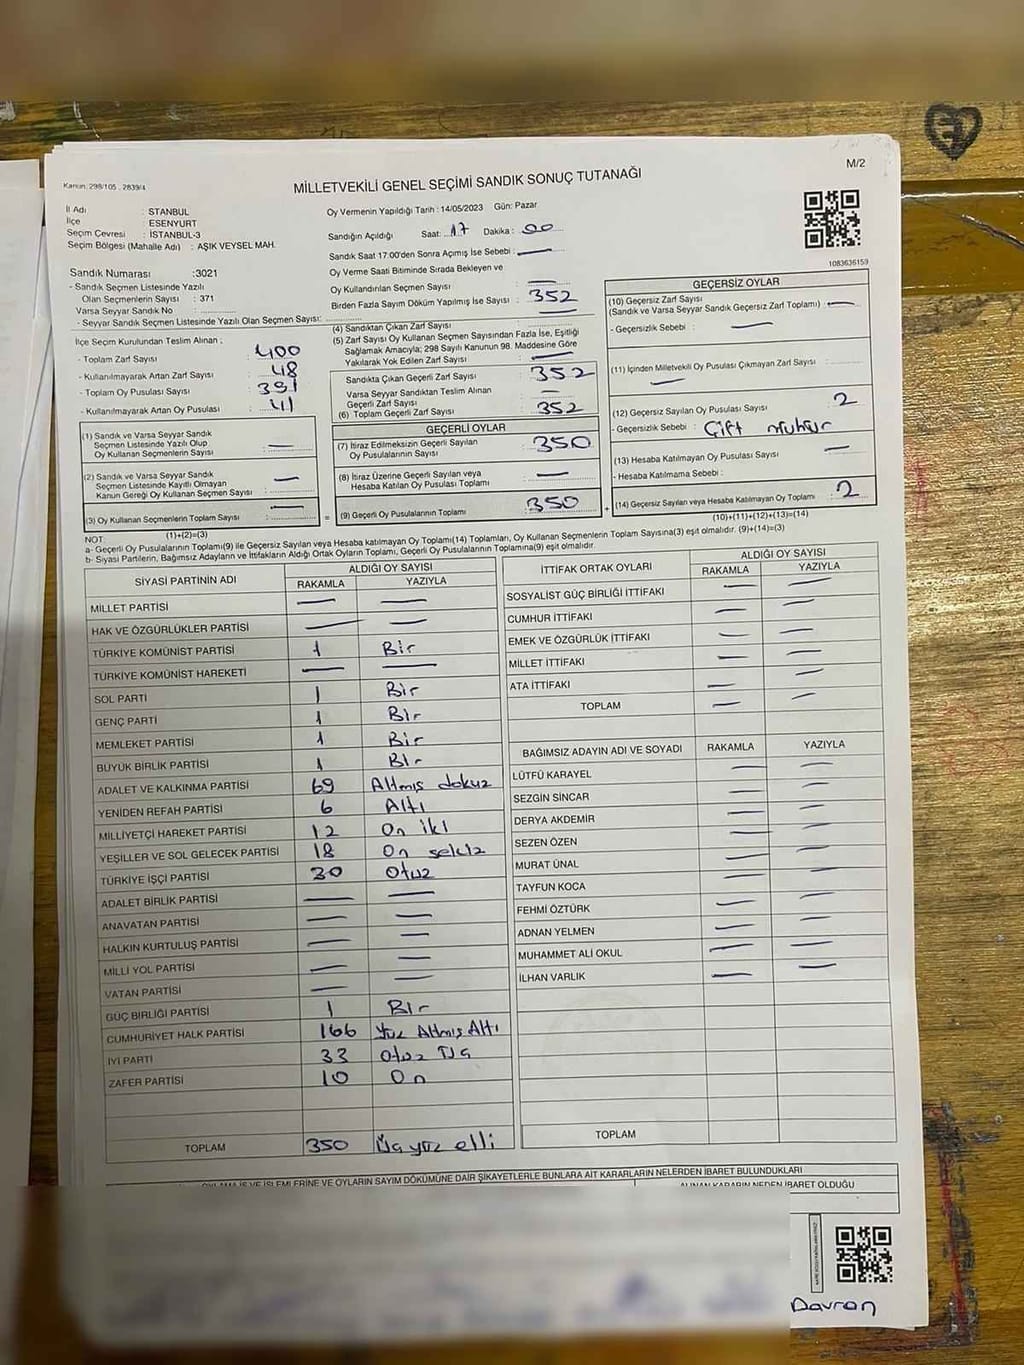 M/2
Kanun: 298/105 . 2839/4
MİLLETVEKİLİ GENEL SEÇİMİ SANDIK SONUÇ TUTANAĞI
İl Adı : STANBUL
İlçe : ESENYURT
Seçim Çevresi : İSTANBUL-3
Seçim Bölgesi (Mahalle Adı) : AŞIK VEYSEL MAH.
Oy Vermenin Yapıldığı Tarih : 14/05/2023 Gün: Pazar
Sandığın Açıldığı Saat: 17 Dakika : 00
Sandık Saat 17:00'den Sonra Açımış İse Sebebi : —
Oy Verme Saati Bitiminde Sırada Bekleyen ve
Oy Kullandırılan Seçmen Sayısı : —
Birden Fazla Sayım Döküm Yapılmış İse Sayısı : 352
1083636159
Sandık Numarası :3021
- Sandık Seçmen Listesinde Yazılı
Olan Seçmenlerin Sayısı : 371
Varsa Seyyar Sandık No :
- Seyyar Sandık Seçmen Listesinde Yazılı Olan Seçmen Sayısı:
İlçe Seçim Kurulundan Teslim Alınan ;
- Toplam Zarf Sayısı : 400
- Kullanılmayarak Artan Zarf Sayısı : 48
- Toplam Oy Pusulası Sayısı : 391
- Kullanılmayarak Artan Oy Pusulası : 41
(4) Sandıktan Çıkan Zarf Sayısı : —
(5) Zarf Sayısı Oy Kullanan Seçmen Sayısından Fazla İse, Eşitliği
Sağlamak Amacıyla; 298 Sayılı Kanunun 98. Maddesine Göre
Yakılarak Yok Edilen Zarf Sayısı : —
Sandıkta Çıkan Geçerli Zarf Sayısı : 352
Varsa Seyyar Sandıktan Teslim Alınan
Geçerli Zarf Sayısı : —
(6) Toplam Geçerli Zarf Sayısı : 352
GEÇERSİZ OYLAR
(10) Geçersiz Zarf Sayısı
(Sandık ve Varsa Seyyar Sandık Geçersiz Zarf Toplamı) : —
- Geçersizlik Sebebi : —
(11) İçinden Milletvekili Oy Pusulası Çıkmayan Zarf Sayısı : —
(12) Geçersiz Sayılan Oy Pusulası Sayısı : 2
- Geçersizlik Sebebi : Çift mühür
(13) Hesaba Katılmayan Oy Pusulası Sayısı : —
- Hesaba Katılmama Sebebi :
(14) Geçersiz Sayılan veya Hesaba Katılmayan Oy Toplamı : 2
(10)+(11)+(12)+(13)=(14)
(1) Sandık ve Varsa Seyyar Sandık
Seçmen Listesinde Yazılı Olup
Oy Kullanan Seçmenlerin Sayısı : —
(2) Sandık ve Varsa Seyyar Sandık
Seçmen Listesinde Kayıtlı Olmayan
Kanun Gereği Oy Kullanan Seçmen Sayısı : —
(3) Oy Kullanan Seçmenlerin Toplam Sayısı : —
(1)+(2)=(3)
GEÇERLİ OYLAR
(7) İtiraz Edilmeksizin Geçerli Sayılan
Oy Pusulalarının Sayısı : 350
(8) İtiraz Üzerine Geçerli Sayılan veya
Hesaba Katılan Oy Pusulası Toplamı : —
(9) Geçerli Oy Pusulalarının Toplamı : 350
NOT:
a- Geçerli Oy Pusulalarının Toplamı(9) ile Geçersiz Sayılan veya Hesaba katılmayan Oy Toplamı(14) Toplamları, Oy Kullanan Seçmenlerin Toplam Sayısına(3) eşit olmalıdır. (9)+(14)=(3)
b- Siyasi Partilerin, Bağımsız Adayların ve İttifakların Aldığı Ortak Oyların Toplamı, Geçerli Oy Pusulalarının Toplamına(9) eşit olmalıdır.
SİYASİ PARTİNİN ADI ALDIĞI OY SAYISI
RAKAMLA YAZIYLA
MİLLET PARTİSİ — —
HAK VE ÖZGÜRLÜKLER PARTİSİ — —
TÜRKİYE KOMÜNİST PARTİSİ 1 Bir
TÜRKİYE KOMÜNİST HAREKETİ — —
SOL PARTİ 1 Bir
GENÇ PARTİ 1 Bir
MEMLEKET PARTİSİ 1 Bir
BÜYÜK BİRLİK PARTİSİ 1 Bir
ADALET VE KALKINMA PARTİSİ 69 Altmış dokuz
YENİDEN REFAH PARTİSİ 6 Altı
MİLLİYETÇİ HAREKET PARTİSİ 12 On iki
YEŞİLLER VE SOL GELECEK PARTİSİ 18 On sekiz
TÜRKİYE İŞÇİ PARTİSİ 30 Otuz
ADALET BİRLİK PARTİSİ — —
ANAVATAN PARTİSİ — —
HALKIN KURTULUŞ PARTİSİ — —
MİLLİ YOL PARTİSİ — —
VATAN PARTİSİ — —
GÜÇ BİRLİĞİ PARTİSİ 1 Bir
CUMHURİYET HALK PARTİSİ 166 Yüz Altmış Altı
İYİ PARTİ 33 Otuz Üç
ZAFER PARTİSİ 10 On
TOPLAM 350 Üç yüz elli
İTTİFAK ORTAK OYLARI ALDIĞI OY SAYISI
RAKAMLA YAZIYLA
SOSYALİST GÜÇ BİRLİĞİ İTTİFAKI — —
CUMHUR İTTİFAKI — —
EMEK VE ÖZGÜRLÜK İTTİFAKI — —
MİLLET İTTİFAKI — —
ATA İTTİFAKI — —
TOPLAM — —
BAĞIMSIZ ADAYIN ADI VE SOYADI RAKAMLA YAZIYLA
LÜTFÜ KARAYEL — —
SEZGİN SİNCAR — —
DERYA AKDEMİR — —
SEZEN ÖZEN — —
MURAT ÜNAL — —
TAYFUN KOCA — —
FEHMİ ÖZTÜRK — —
ADNAN YELMEN — —
MUHAMMET ALİ OKUL — —
İLHAN VARLIK — —
TOPLAM
OYLAMA İŞ VE İŞLEMLERİNE VE OYLARIN SAYIM DÖKÜMÜNE DAİR ŞİKAYETLERLE BUNLARA AİT KARARLARIN NELERDEN İBARET BULUNDUKLARI
ALINAN KARARIN NEDEN İBARET OLDUĞU
Davran